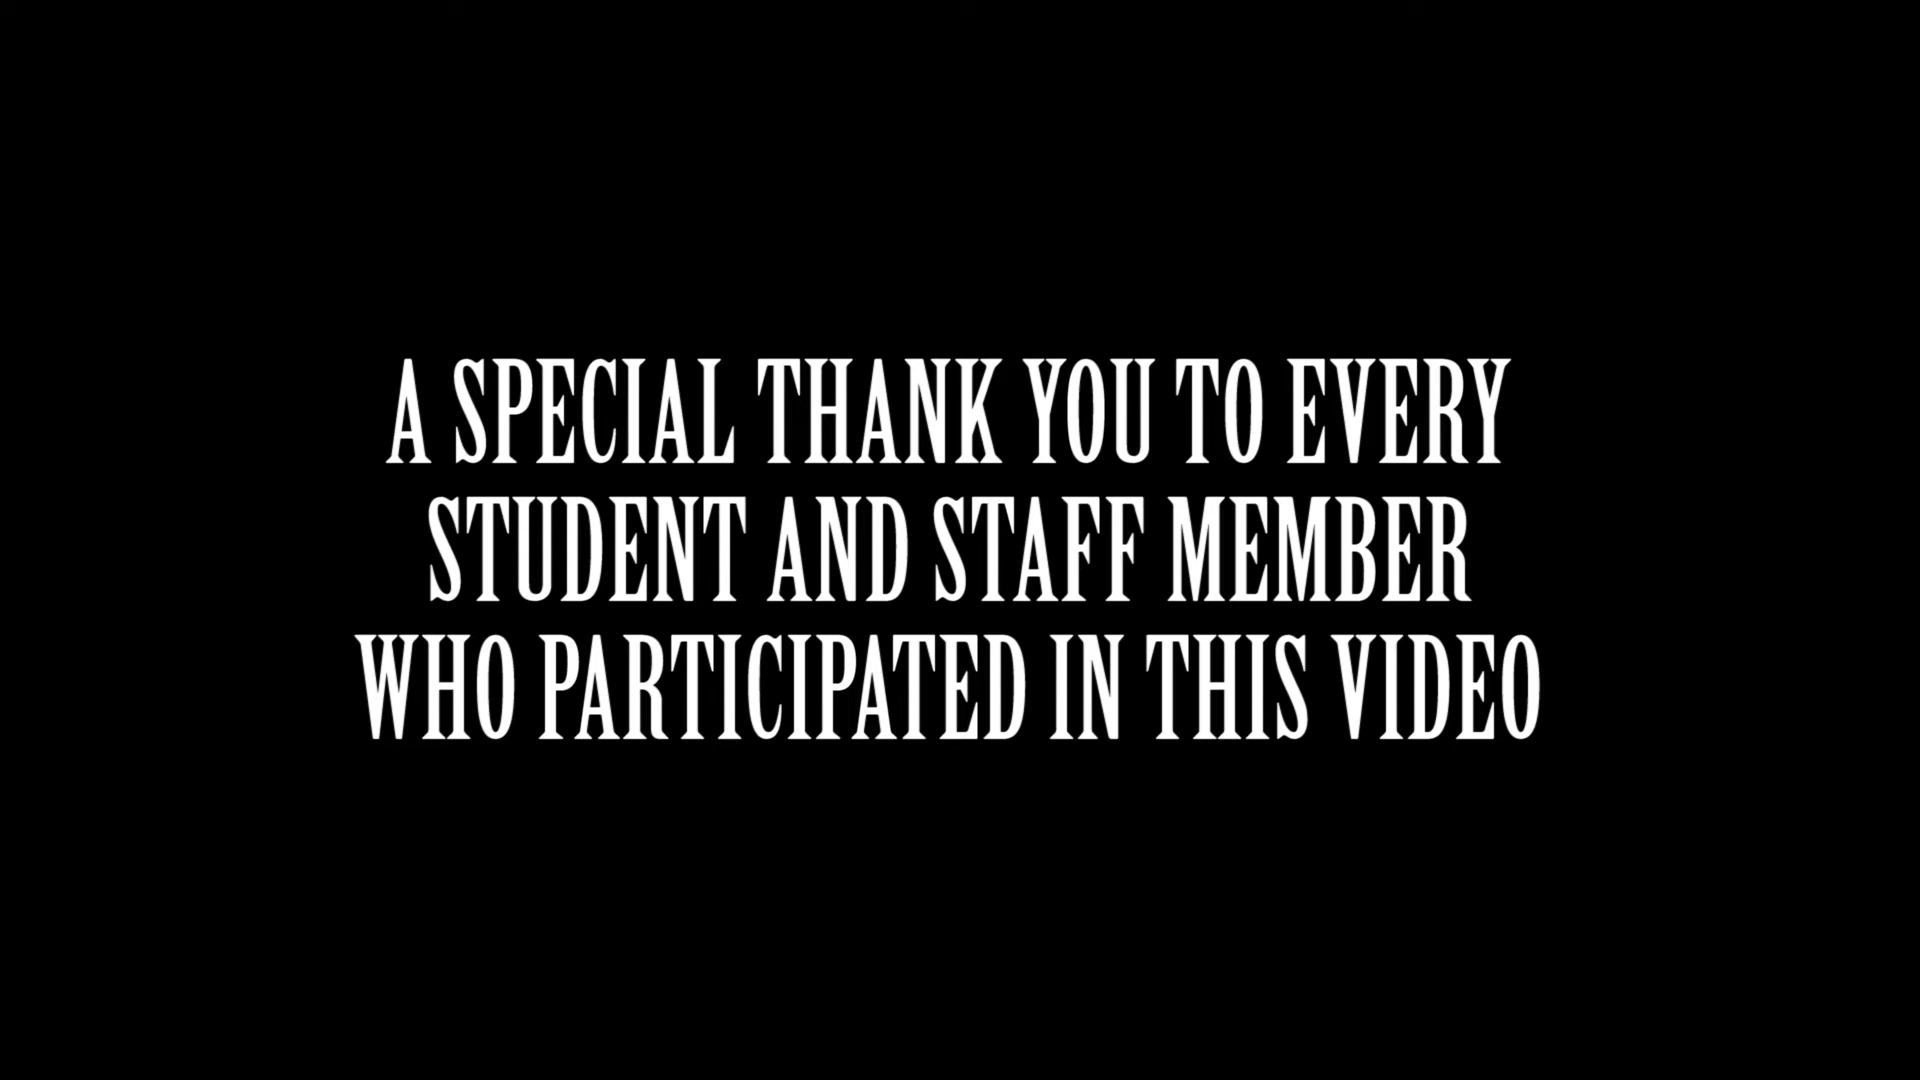 A SPECIAL THANK YOU TO EVERY
STUDENT AND STAFF MEMBER
WHO PARTICIPATED IN THIS VIDEO